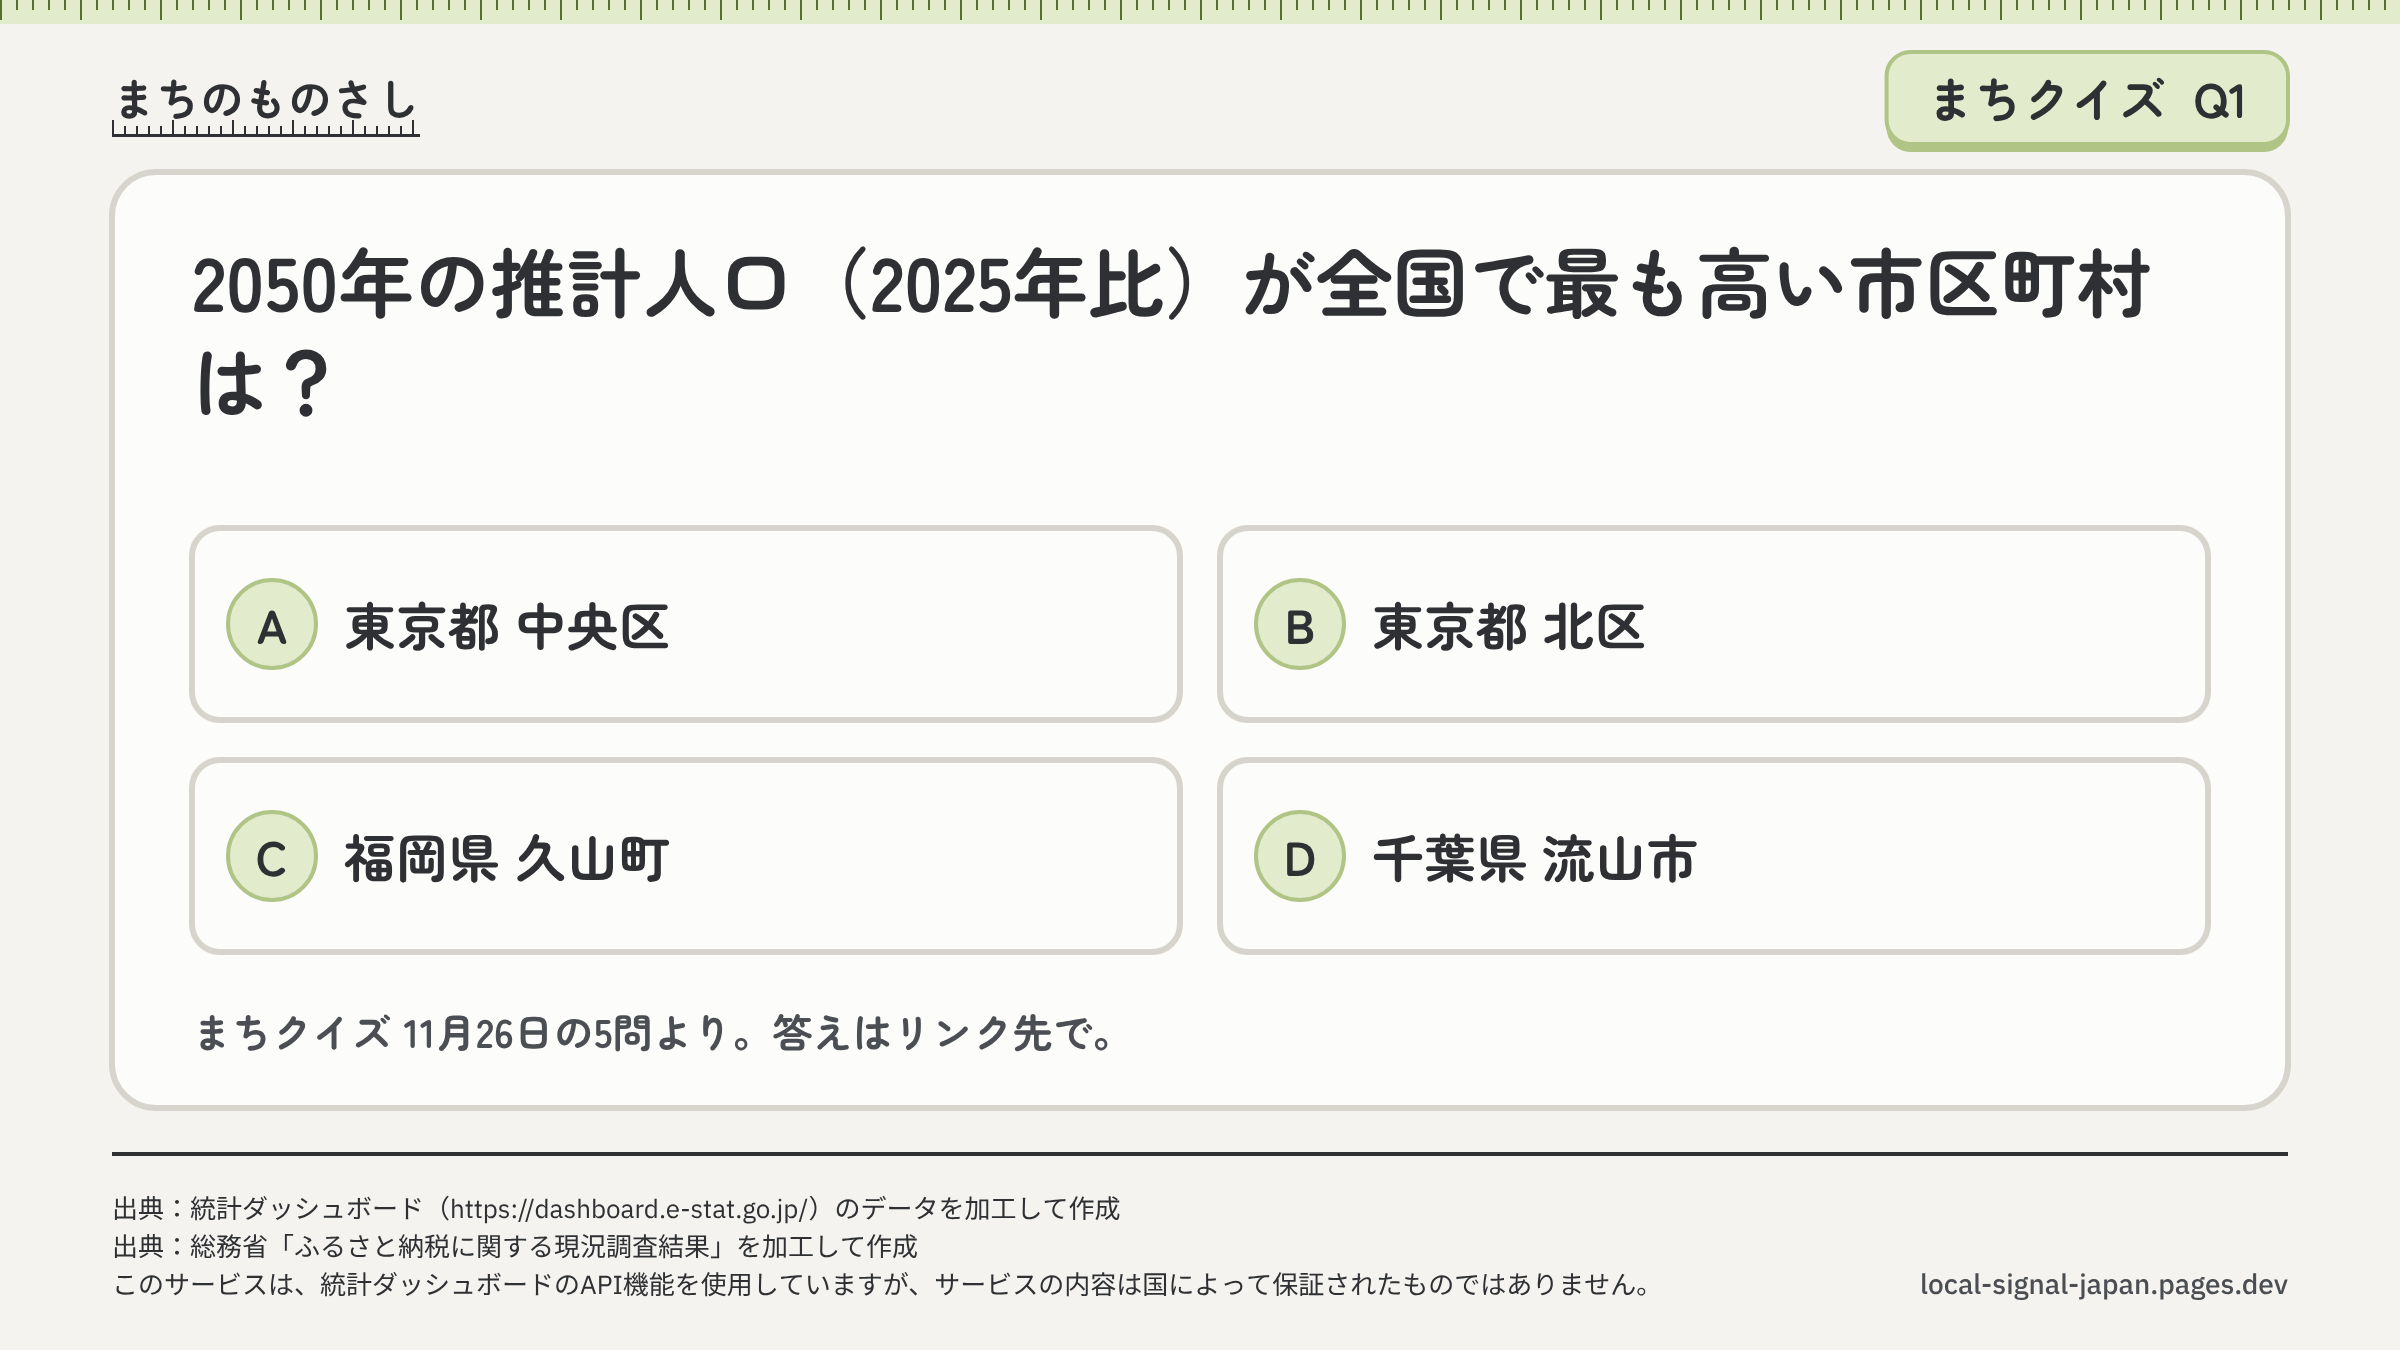 まちのものさし
まちクイズ Q1
2050年の推計人口（2025年比）が全国で最も高い市区町村
は？
A 東京都 中央区
B 東京都 北区
C 福岡県 久山町
D 千葉県 流山市
まちクイズ 11月26日の5問より。答えはリンク先で。
出典：統計ダッシュボード（https://dashboard.e-stat.go.jp/）のデータを加工して作成
出典：総務省「ふるさと納税に関する現況調査結果」を加工して作成
このサービスは、統計ダッシュボードのAPI機能を使用していますが、サービスの内容は国によって保証されたものではありません。
local-signal-japan.pages.dev